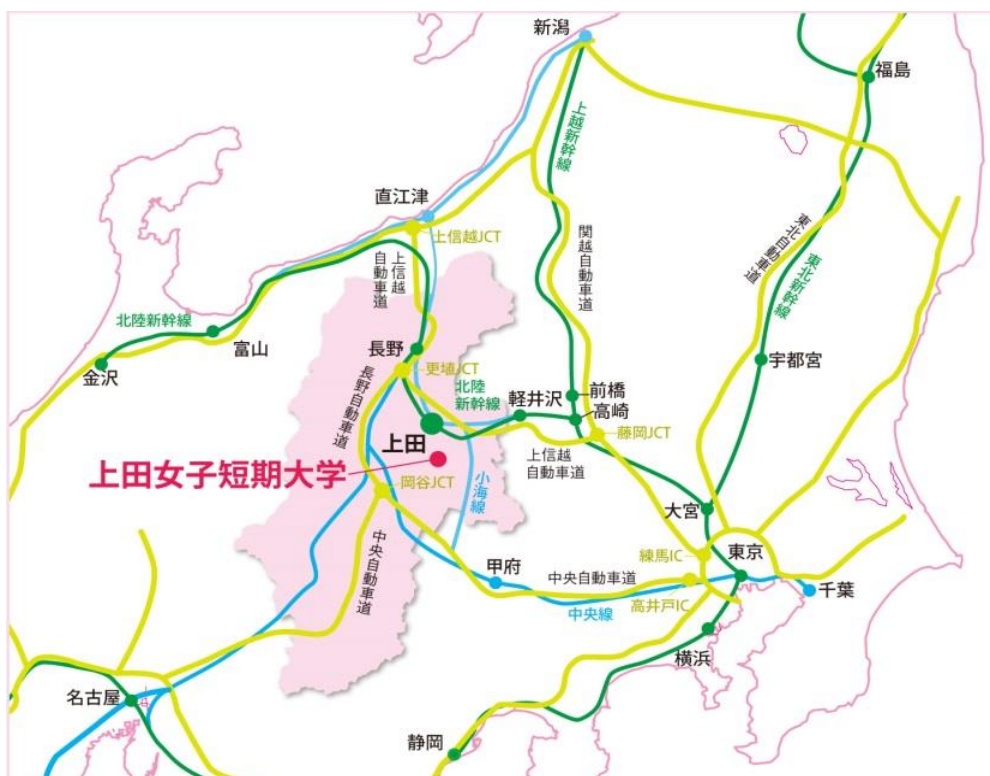 新潟
福島
上越新幹線
直江津
上信越JCT
関越自動車道
東北自動車道
東北新幹線
上信越
自動車道
北陸新幹線
富山
金沢
長野
更埴JCT
宇都宮
長野自動車道
北陸
新幹線
軽井沢
前橋
高崎
藤岡JCT
上田
上田女子短期大学
上信越
自動車道
岡谷JCT
小海線
大宮
中央自動車道
練馬IC
東京
甲府
中央自動車道
高井戸IC
千葉
中央線
横浜
名古屋
静岡